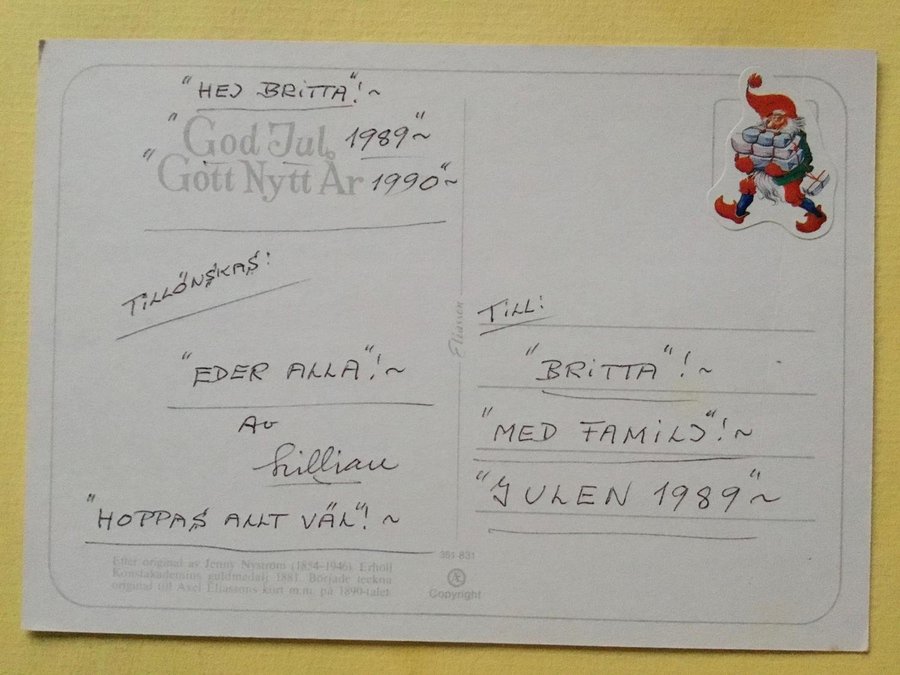 "HEJ BRITTA"!~
"God Jul 1989"~
"Gott Nytt År 1990"~
TILLÖNSKAS!
"EDER ALLA"!~
AV
Lillian
"HOPPAS ALLT VÄL"!~
Efter original av Jenny Nyström (1854–1946). Erhöll
Konstakademins guldmedalj 1881. Började teckna
original till Axel Eliassons kort m.m. på 1890-talet.
Eliasson
381 831
Copyright
TILL:
"BRITTA"!~
"MED FAMILJ"!~
"JULEN 1989"~